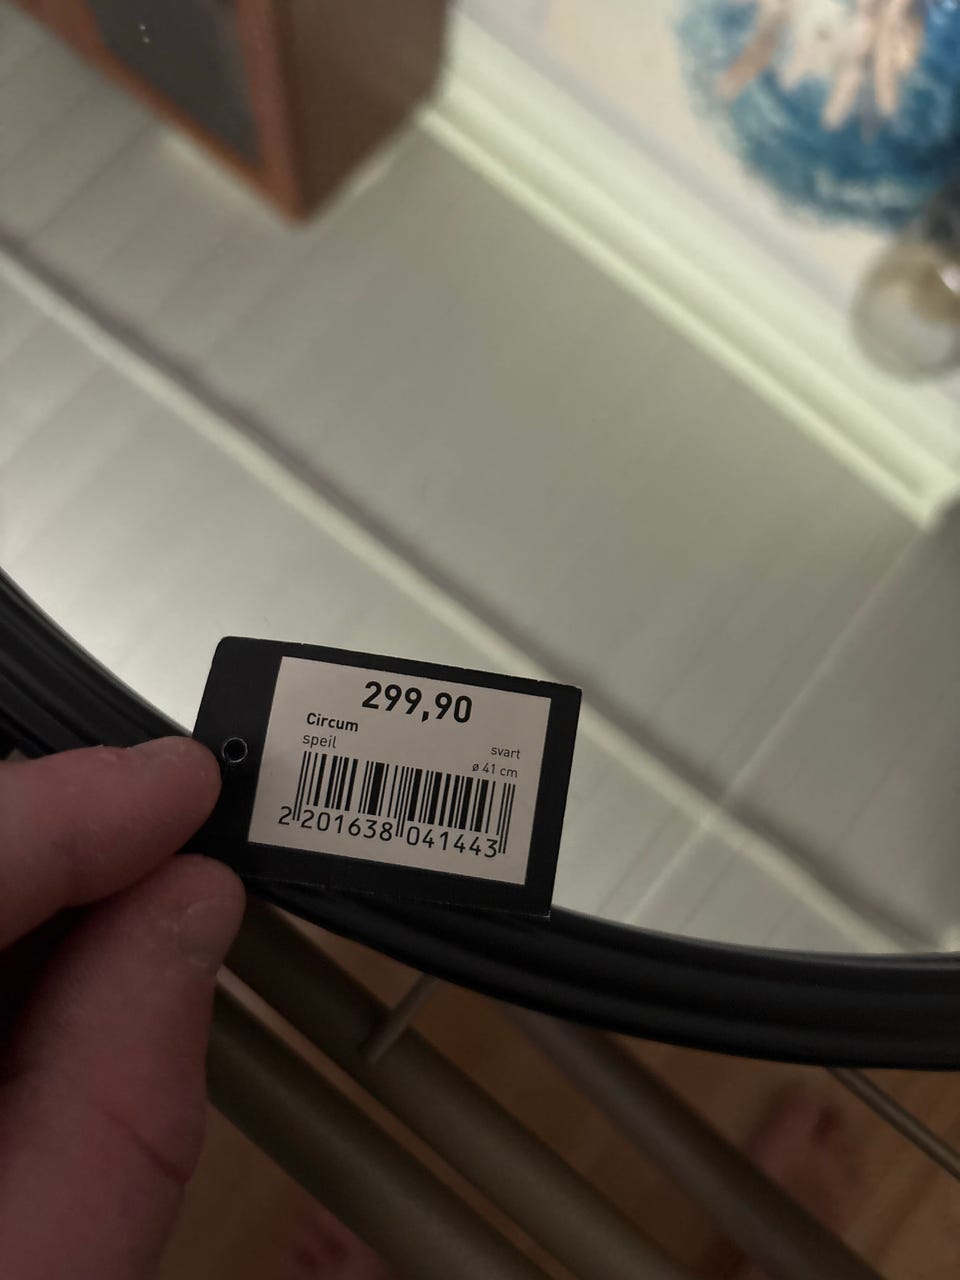 299,90
Circum
speil
svart
ø 41 cm
2 201638 041443